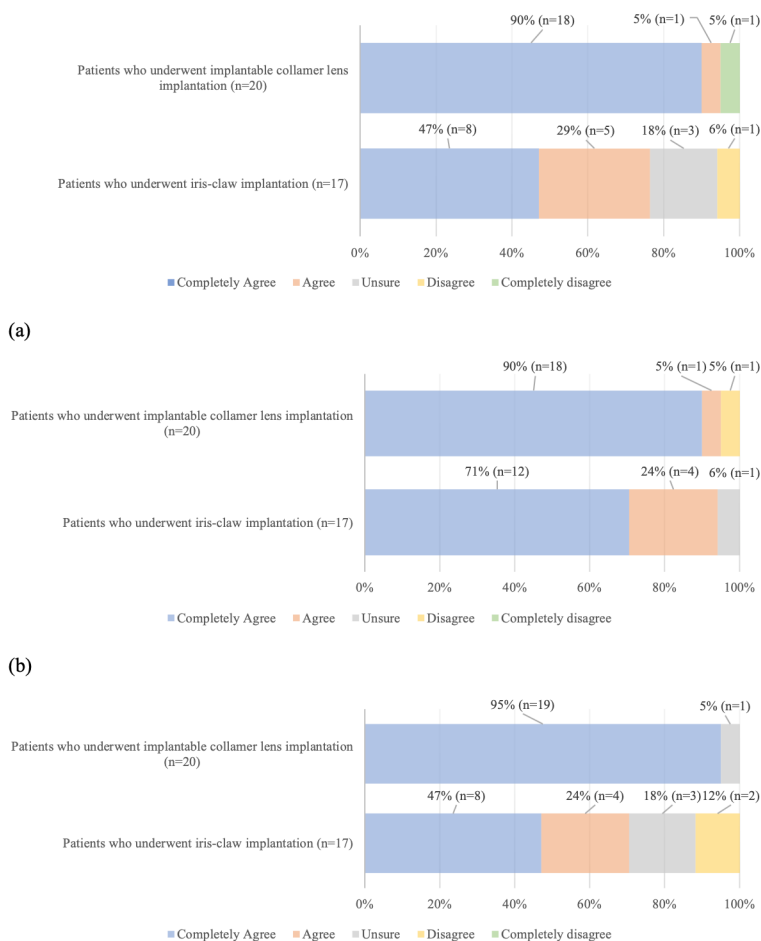 90% (n=18)
5% (n=1)
5% (n=1)
Patients who underwent implantable collamer lens
implantation (n=20)
47% (n=8)
29% (n=5)
18% (n=3)
6% (n=1)
Patients who underwent iris-claw implantation (n=17)
0% 20% 40% 60% 80% 100%
Completely Agree Agree Unsure Disagree Completely disagree
(a)
90% (n=18)
5% (n=1)
5% (n=1)
Patients who underwent implantable collamer lens implantation
(n=20)
71% (n=12)
24% (n=4)
6% (n=1)
Patients who underwent iris-claw implantation (n=17)
0% 20% 40% 60% 80% 100%
Completely Agree Agree Unsure Disagree Completely disagree
(b)
95% (n=19)
5% (n=1)
Patients who underwent implantable collamer lens implantation
(n=20)
47% (n=8)
24% (n=4)
18% (n=3)
12% (n=2)
Patients who underwent iris-claw implantation (n=17)
0% 20% 40% 60% 80% 100%
Completely Agree Agree Unsure Disagree Completely disagree